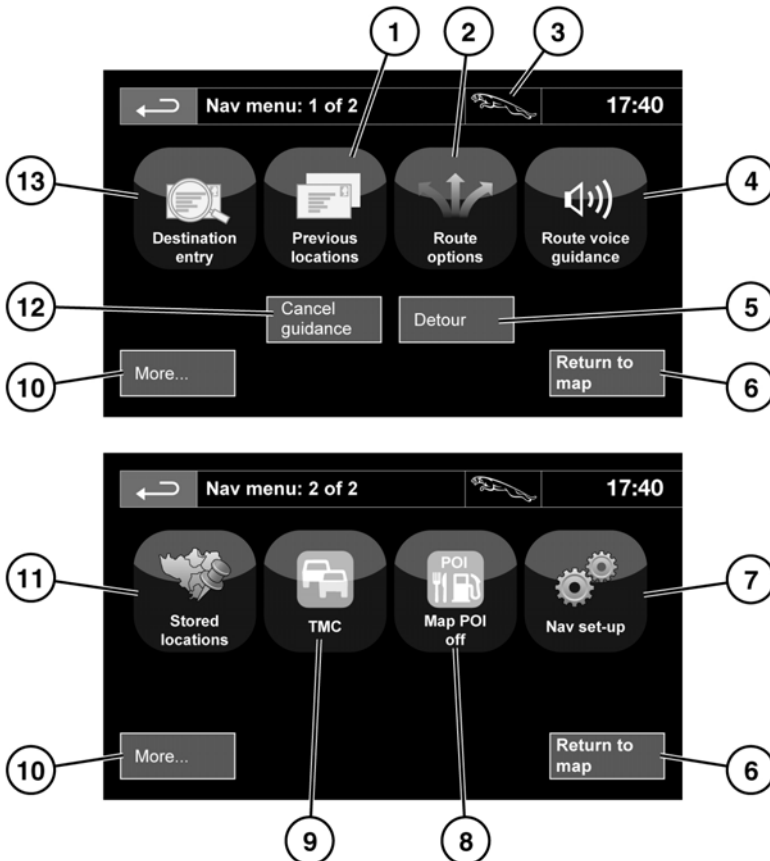 1
2
3
Nav menu: 1 of 2
17:40
13
4
Destination
entry
Previous
locations
Route
options
Route voice
guidance
12
Cancel
guidance
Detour
5
10
More...
Return to
map
6
Nav menu: 2 of 2
17:40
11
POI
7
Stored
locations
TMC
Map POI
off
Nav set-up
10
More...
Return to
map
6
9
8